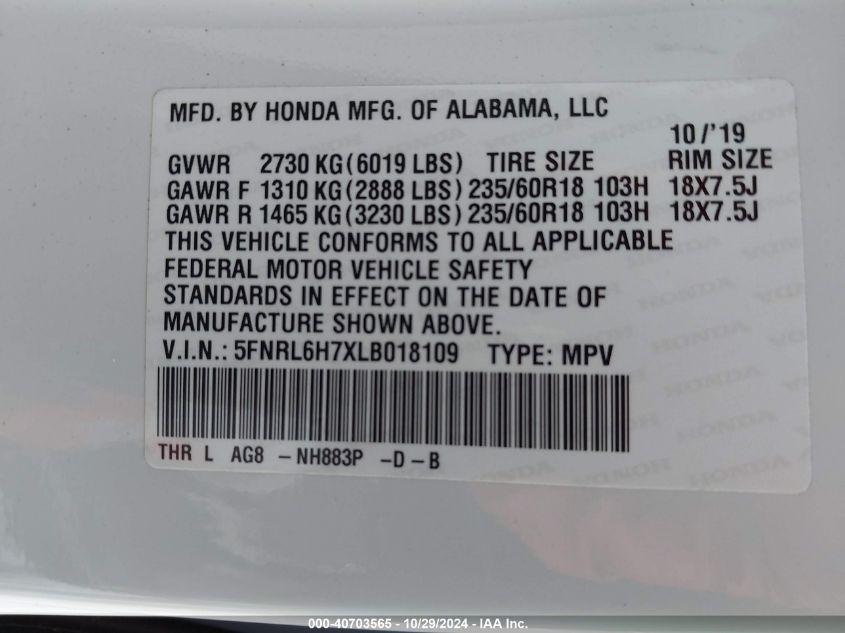 MFD. BY HONDA MFG. OF ALABAMA, LLC
10/'19
GVWR 2730 KG(6019 LBS) TIRE SIZE RIM SIZE
GAWR F 1310 KG(2888 LBS) 235/60R18 103H 18X7.5J
GAWR R 1465 KG(3230 LBS) 235/60R18 103H 18X7.5J
THIS VEHICLE CONFORMS TO ALL APPLICABLE
FEDERAL MOTOR VEHICLE SAFETY
STANDARDS IN EFFECT ON THE DATE OF
MANUFACTURE SHOWN ABOVE.
V.I.N.: 5FNRL6H7XLB018109 TYPE: MPV
THR L AG8 -NH883P -D-B
000-40703565 - 10/29/2024 - IAA Inc.